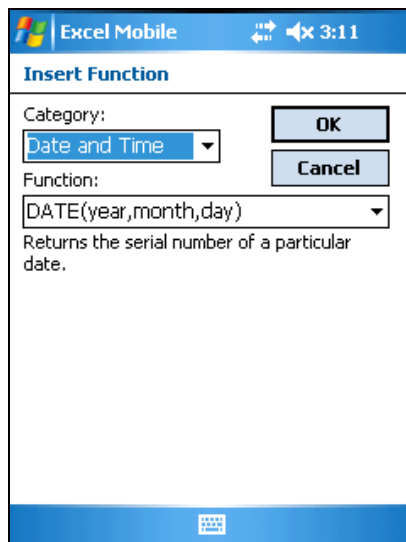 Excel Mobile 3:11
Insert Function
Category:
OK
Date and Time
Cancel
Function:
DATE(year,month,day)
Returns the serial number of a particular
date.